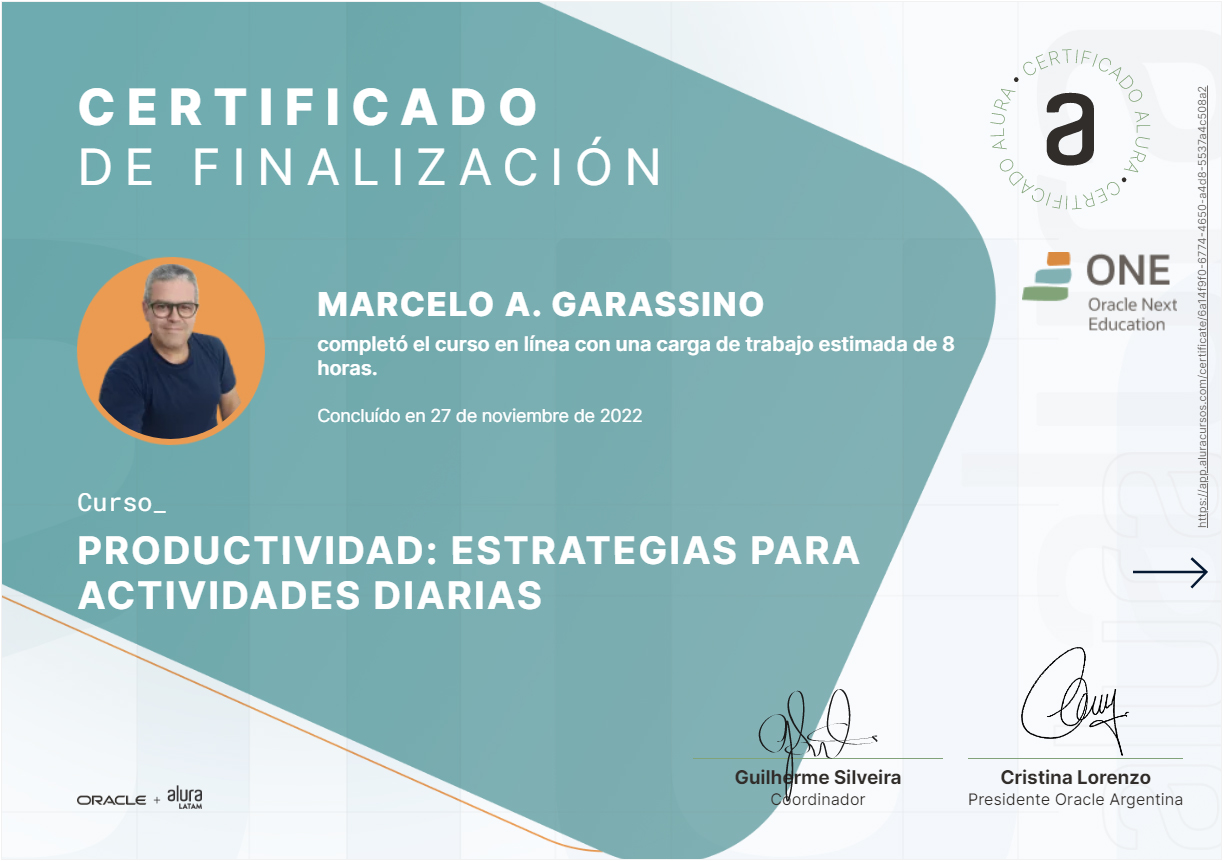 CERTIFICADO
DE FINALIZACIÓN
CERTIFICADO ALURA • CERTIFICADO ALURA •
a
ONE
Oracle Next
Education
MARCELO A. GARASSINO
completó el curso en línea con una carga de trabajo estimada de 8
horas.
Concluído en 27 de noviembre de 2022
Curso_
PRODUCTIVIDAD: ESTRATEGIAS PARA
ACTIVIDADES DIARIAS
https://app.aluracursos.com/certificate/6a14f9f0-6774-4650-a4d8-5537a4c508a2
Guilherme Silveira
Coordinador
Cristina Lorenzo
Presidente Oracle Argentina
ORACLE + alura
LATAM
alura